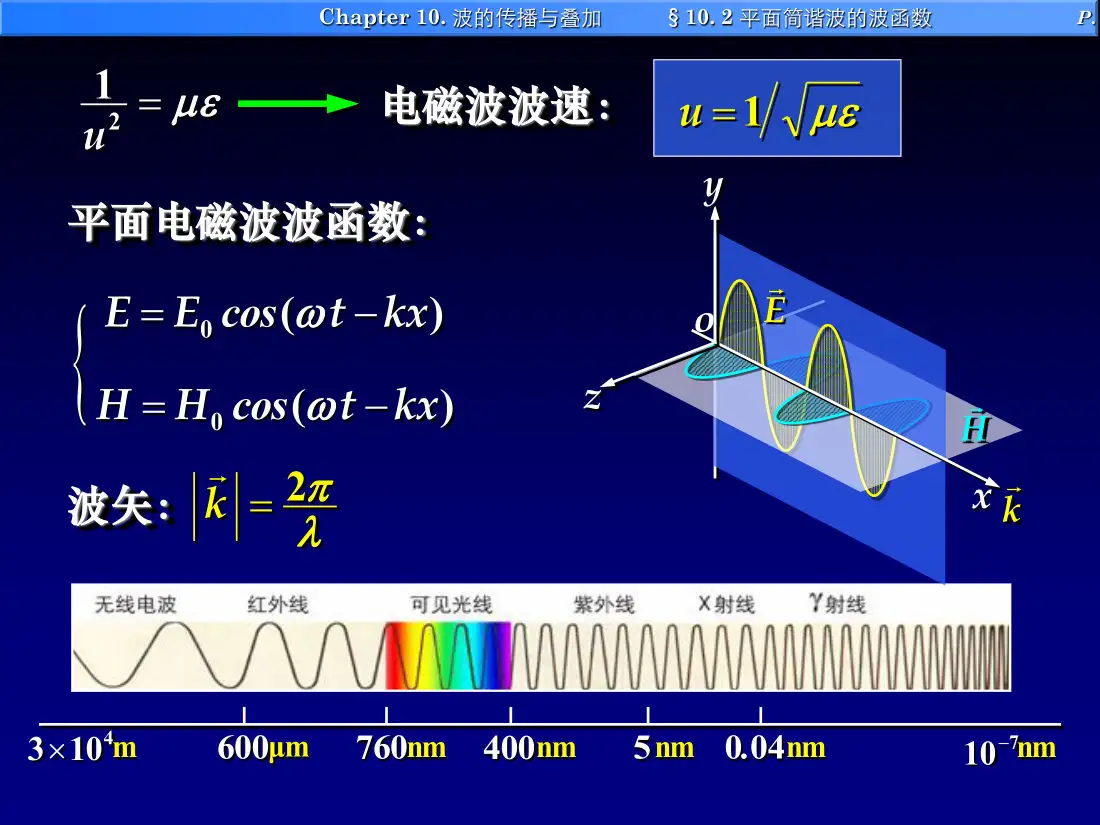 Chapter 10. 波的传播与叠加 §10. 2 平面简谐波的波函数 P.
1/u² = με 电磁波波速： u = 1/√με
平面电磁波波函数：
E = E₀ cos(ωt − kx)
H = H₀ cos(ωt − kx)
波矢： |k⃗| = 2π/λ
y
o
E⃗
z
H⃗
x
k⃗
无线电波 红外线 可见光线 紫外线 X射线 γ射线
3×10⁴m 600μm 760nm 400nm 5nm 0.04nm 10⁻⁷nm